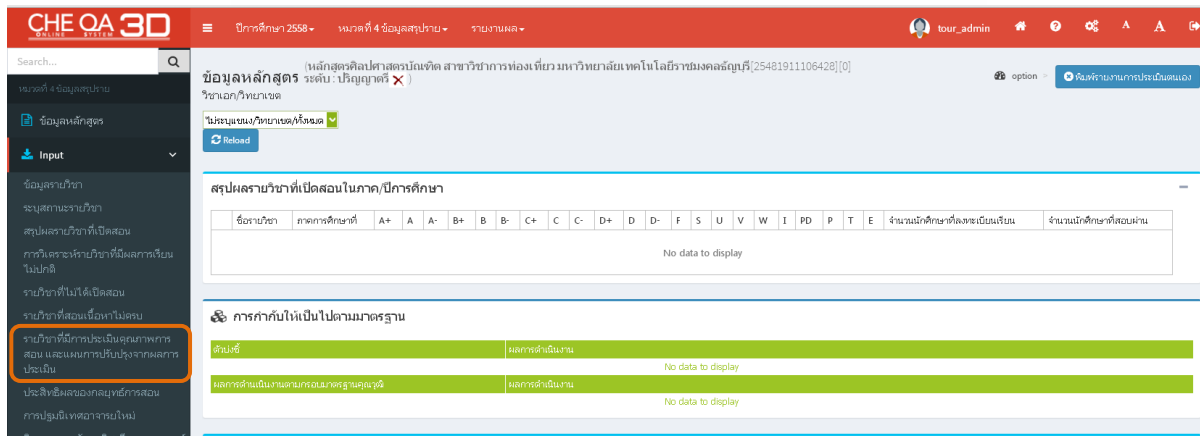 CHE QA 3D
ONLINE SYSTEM
ปีการศึกษา 2558
หมวดที่ 4 ข้อมูลสรุปราย
รายงานผล
tour_admin
A
A
Search...
หมวดที่ 4 ข้อมูลสรุปราย
ข้อมูลหลักสูตร
Input
ข้อมูลรายวิชา
ระบุสถานะรายวิชา
สรุปผลรายวิชาที่เปิดสอน
การวิเคราะห์รายวิชาที่มีผลการเรียน
ไม่ปกติ
รายวิชาที่ไม่ได้เปิดสอน
รายวิชาที่สอนเนื้อหาไม่ครบ
รายวิชาที่มีการประเมินคุณภาพการ
สอน และแผนการปรับปรุงจากผลการ
ประเมิน
ประสิทธิผลของกลยุทธ์การสอน
การปฐมนิเทศอาจารย์ใหม่
ข้อมูลหลักสูตร (หลักสูตรศิลปศาสตรบัณฑิต สาขาวิชาการท่องเที่ยว มหาวิทยาลัยเทคโนโลยีราชมงคลธัญบุรี[25481911106428][0]
ระดับ : ปริญญาตรี )
option
พิมพ์รายงานการประเมินตนเอง
วิชาเอก/วิทยาเขต
ไม่ระบุแขนง/วิทยาเขต/ทั้งหมด
Reload
สรุปผลรายวิชาที่เปิดสอนในภาค/ปีการศึกษา
ชื่อรายวิชา ภาคการศึกษาที่ A+ A A- B+ B B- C+ C C- D+ D D- F S U V W I PD P T E จำนวนนักศึกษาที่ลงทะเบียนเรียน จำนวนนักศึกษาที่สอบผ่าน
No data to display
การกำกับให้เป็นไปตามมาตรฐาน
ตัวบ่งชี้ ผลการดำเนินงาน
No data to display
ผลการดำเนินงานตามกรอบมาตรฐานคุณวุฒิ ผลการดำเนินงาน
No data to display